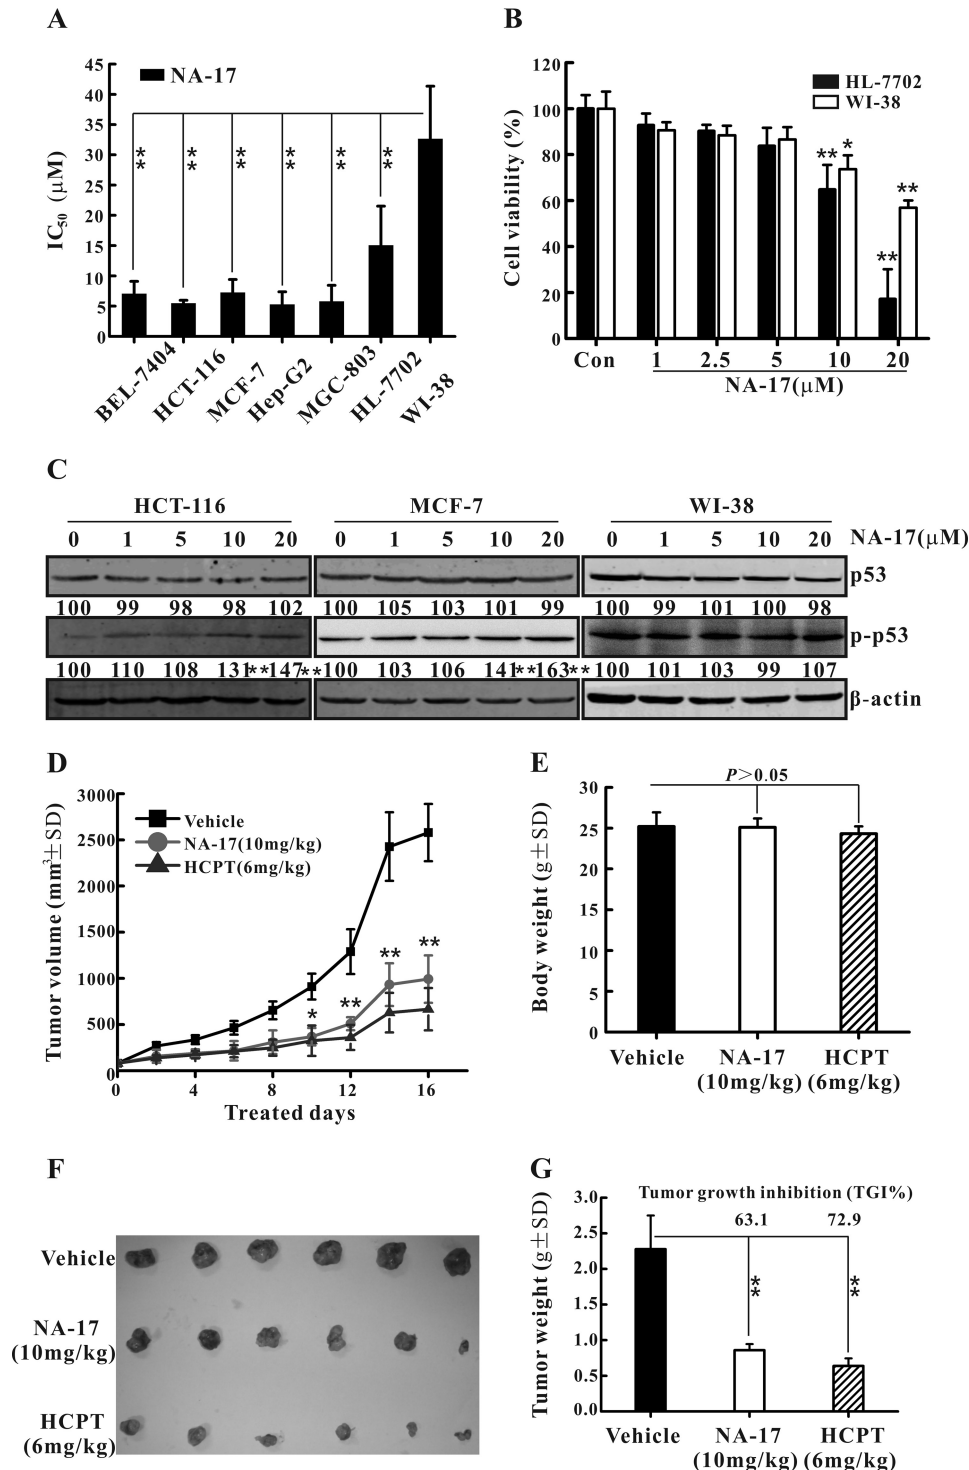 A
NA-17
IC50 (μM)
45
40
35
30
25
20
15
10
5
0
** ** ** ** ** **
BEL-7404 HCT-116 MCF-7 Hep-G2 MGC-803 HL-7702 WI-38
B
HL-7702
WI-38
Cell viability (%)
120
100
80
60
40
20
0
** * ** **
Con 1 2.5 5 10 20
NA-17(μM)
C
HCT-116 MCF-7 WI-38
0 1 5 10 20 0 1 5 10 20 0 1 5 10 20 NA-17(μM)
p53
100 99 98 98 102 100 105 103 101 99 100 99 101 100 98
p-p53
100 110 108 131** 147** 100 103 106 141** 163** 100 101 103 99 107
β-actin
D
Vehicle
NA-17(10mg/kg)
HCPT(6mg/kg)
Tumor volume (mm³±SD)
3000
2500
2000
1500
1000
500
0
* ** ** **
0 4 8 12 16
Treated days
E
P>0.05
Body weight (g±SD)
30
25
20
15
10
5
0
Vehicle NA-17 HCPT
(10mg/kg) (6mg/kg)
F
Vehicle
NA-17
(10mg/kg)
HCPT
(6mg/kg)
G
Tumor growth inhibition (TGI%)
63.1 72.9
Tumor weight (g±SD)
3.0
2.5
2.0
1.5
1.0
0.5
0.0
** **
Vehicle NA-17 HCPT
(10mg/kg) (6mg/kg)